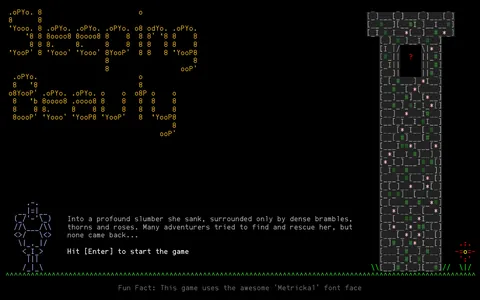 Sleeping
Beauty
?
Into a profound slumber she sank, surrounded only by dense brambles,
thorns and roses. Many adventurers tried to find and rescue her, but
none came back...
Hit [Enter] to start the game
Fun Fact: This game uses the awesome 'Metrickal' font face